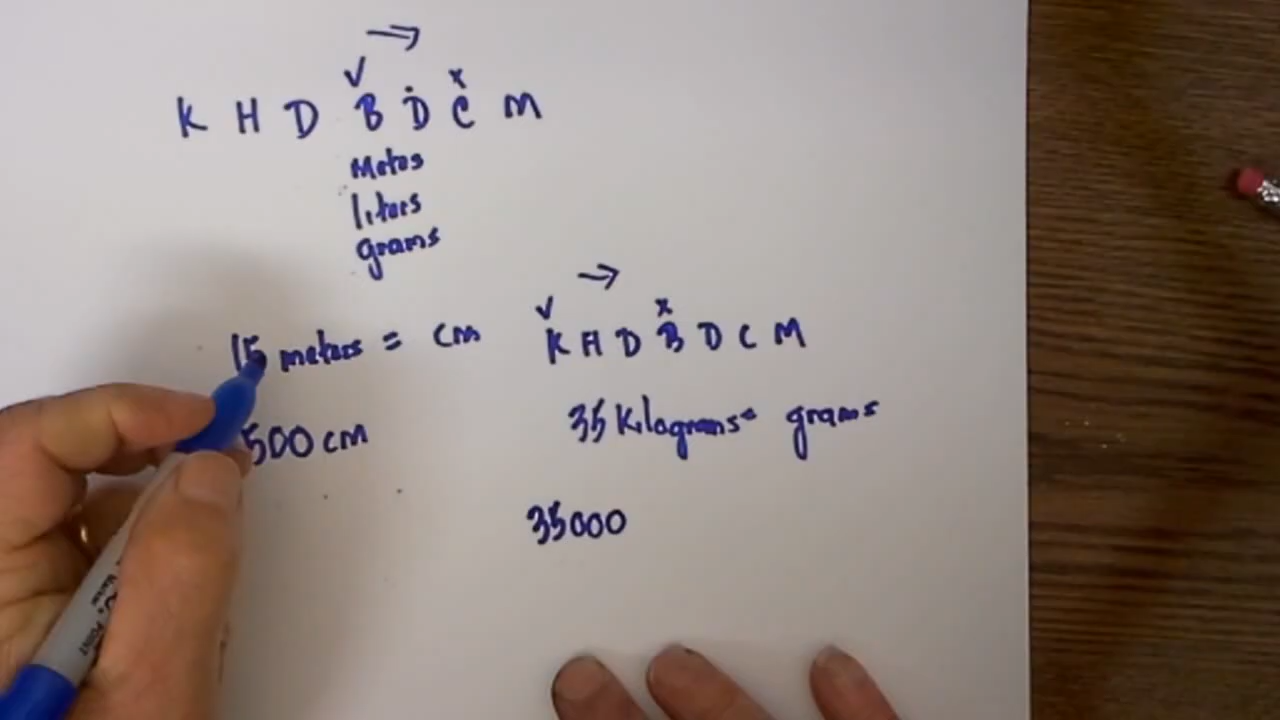 K H D B D C M
Meters
liters
grams
15 meters = cm
500 cm
K H D B D C M
35 Kilograms = grams
35000